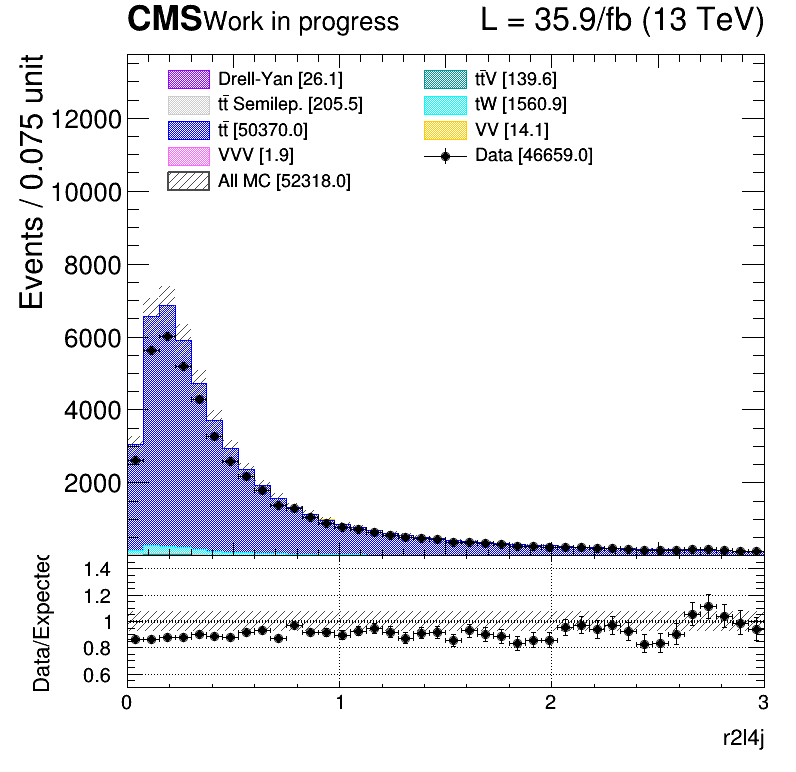 CMS Work in progress L = 35.9/fb (13 TeV)
Drell-Yan [26.1]
tt̄ Semilep. [205.5]
tt̄ [50370.0]
VVV [1.9]
All MC [52318.0]
tt̄V [139.6]
tW [1560.9]
VV [14.1]
Data [46659.0]
Events / 0.075 unit
12000
10000
8000
6000
4000
2000
Data/Expected
1.4
1.2
1
0.8
0.6
0 1 2 3
r2l4j